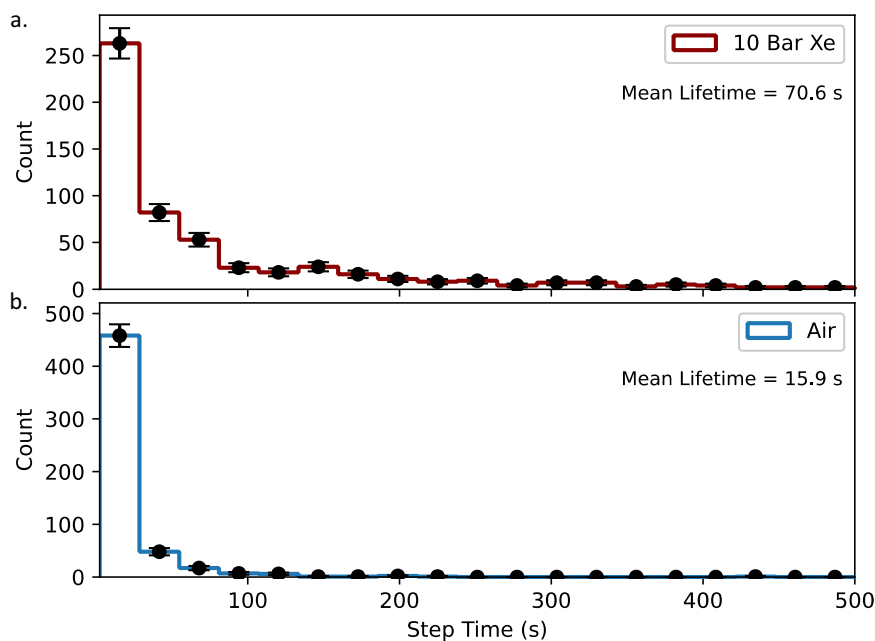 a.
250
200
150
100
50
0
Count
10 Bar Xe
Mean Lifetime = 70.6 s
b.
500
400
300
200
100
0
Count
Air
Mean Lifetime = 15.9 s
100 200 300 400 500
Step Time (s)